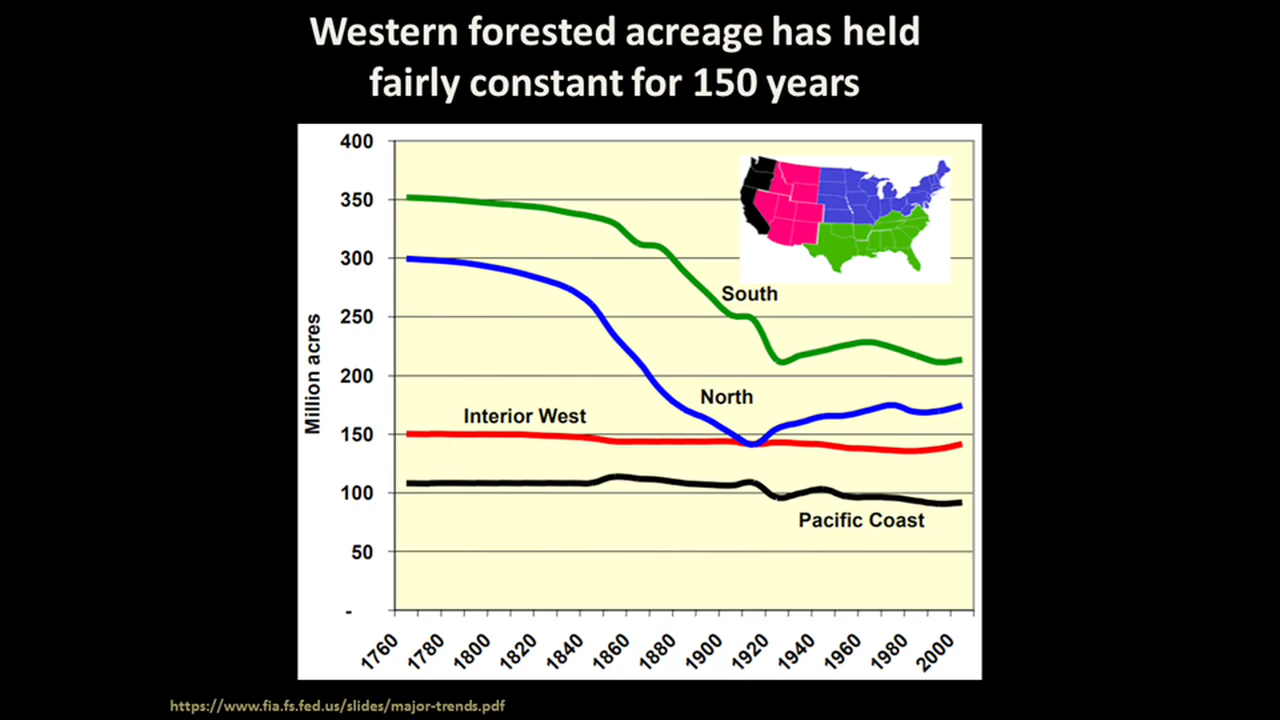 Western forested acreage has held
fairly constant for 150 years
400
350
300
250
200
150
100
50
-
Million acres
South
North
Interior West
Pacific Coast
1760
1780
1800
1820
1840
1860
1880
1900
1920
1940
1960
1980
2000
https://www.fia.fs.fed.us/slides/major-trends.pdf